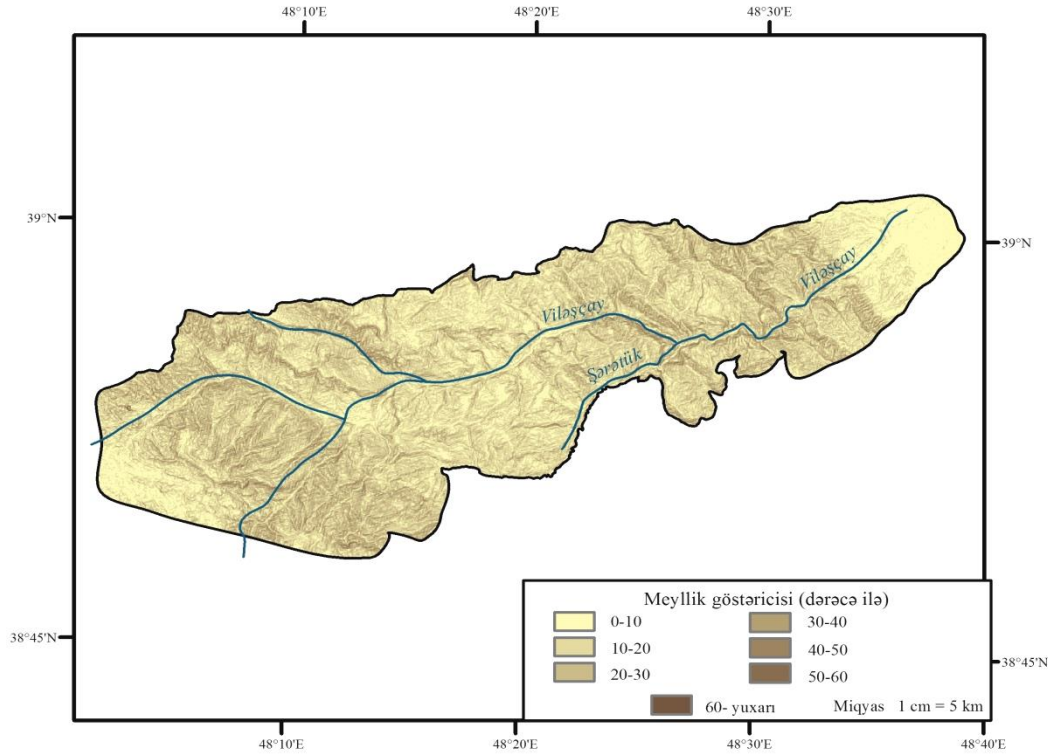 48°10'E 48°20'E 48°30'E
39°N
39°N
Viləşçay
Viləşçay
Şərətük
38°45'N
38°45'N
Meyllik göstəricisi (dərəcə ilə)
0-10 30-40
10-20 40-50
20-30 50-60
60- yuxarı Miqyas 1 cm = 5 km
48°10'E 48°20'E 48°30'E 48°40'E